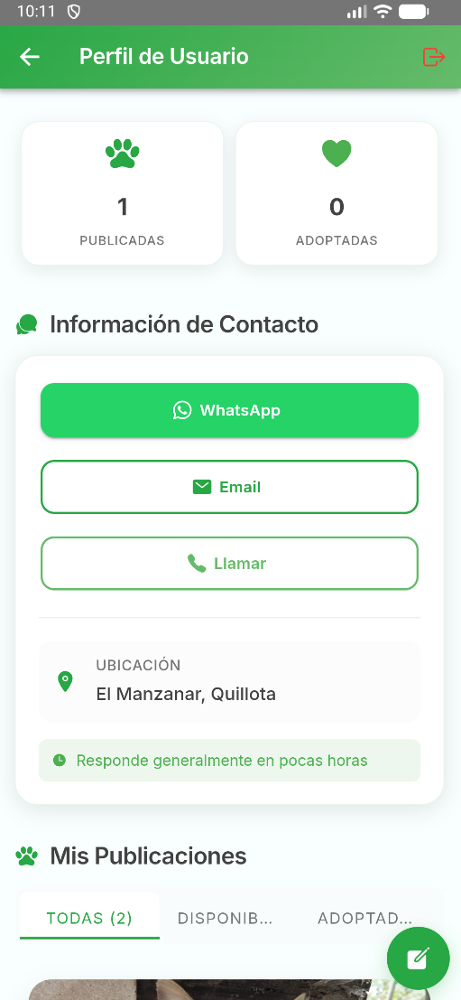 10:11
Perfil de Usuario
1
PUBLICADAS
0
ADOPTADAS
Información de Contacto
WhatsApp
Email
Llamar
UBICACIÓN
El Manzanar, Quillota
Responde generalmente en pocas horas
Mis Publicaciones
TODAS (2) DISPONIB... ADOPTAD...